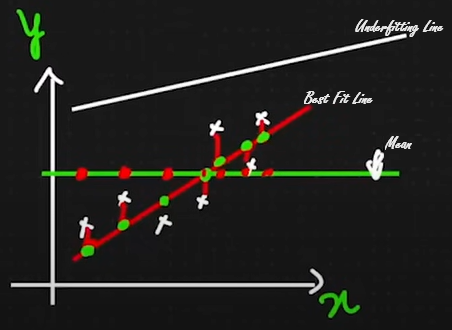 y
Underfitting Line
Best Fit Line
Mean
x